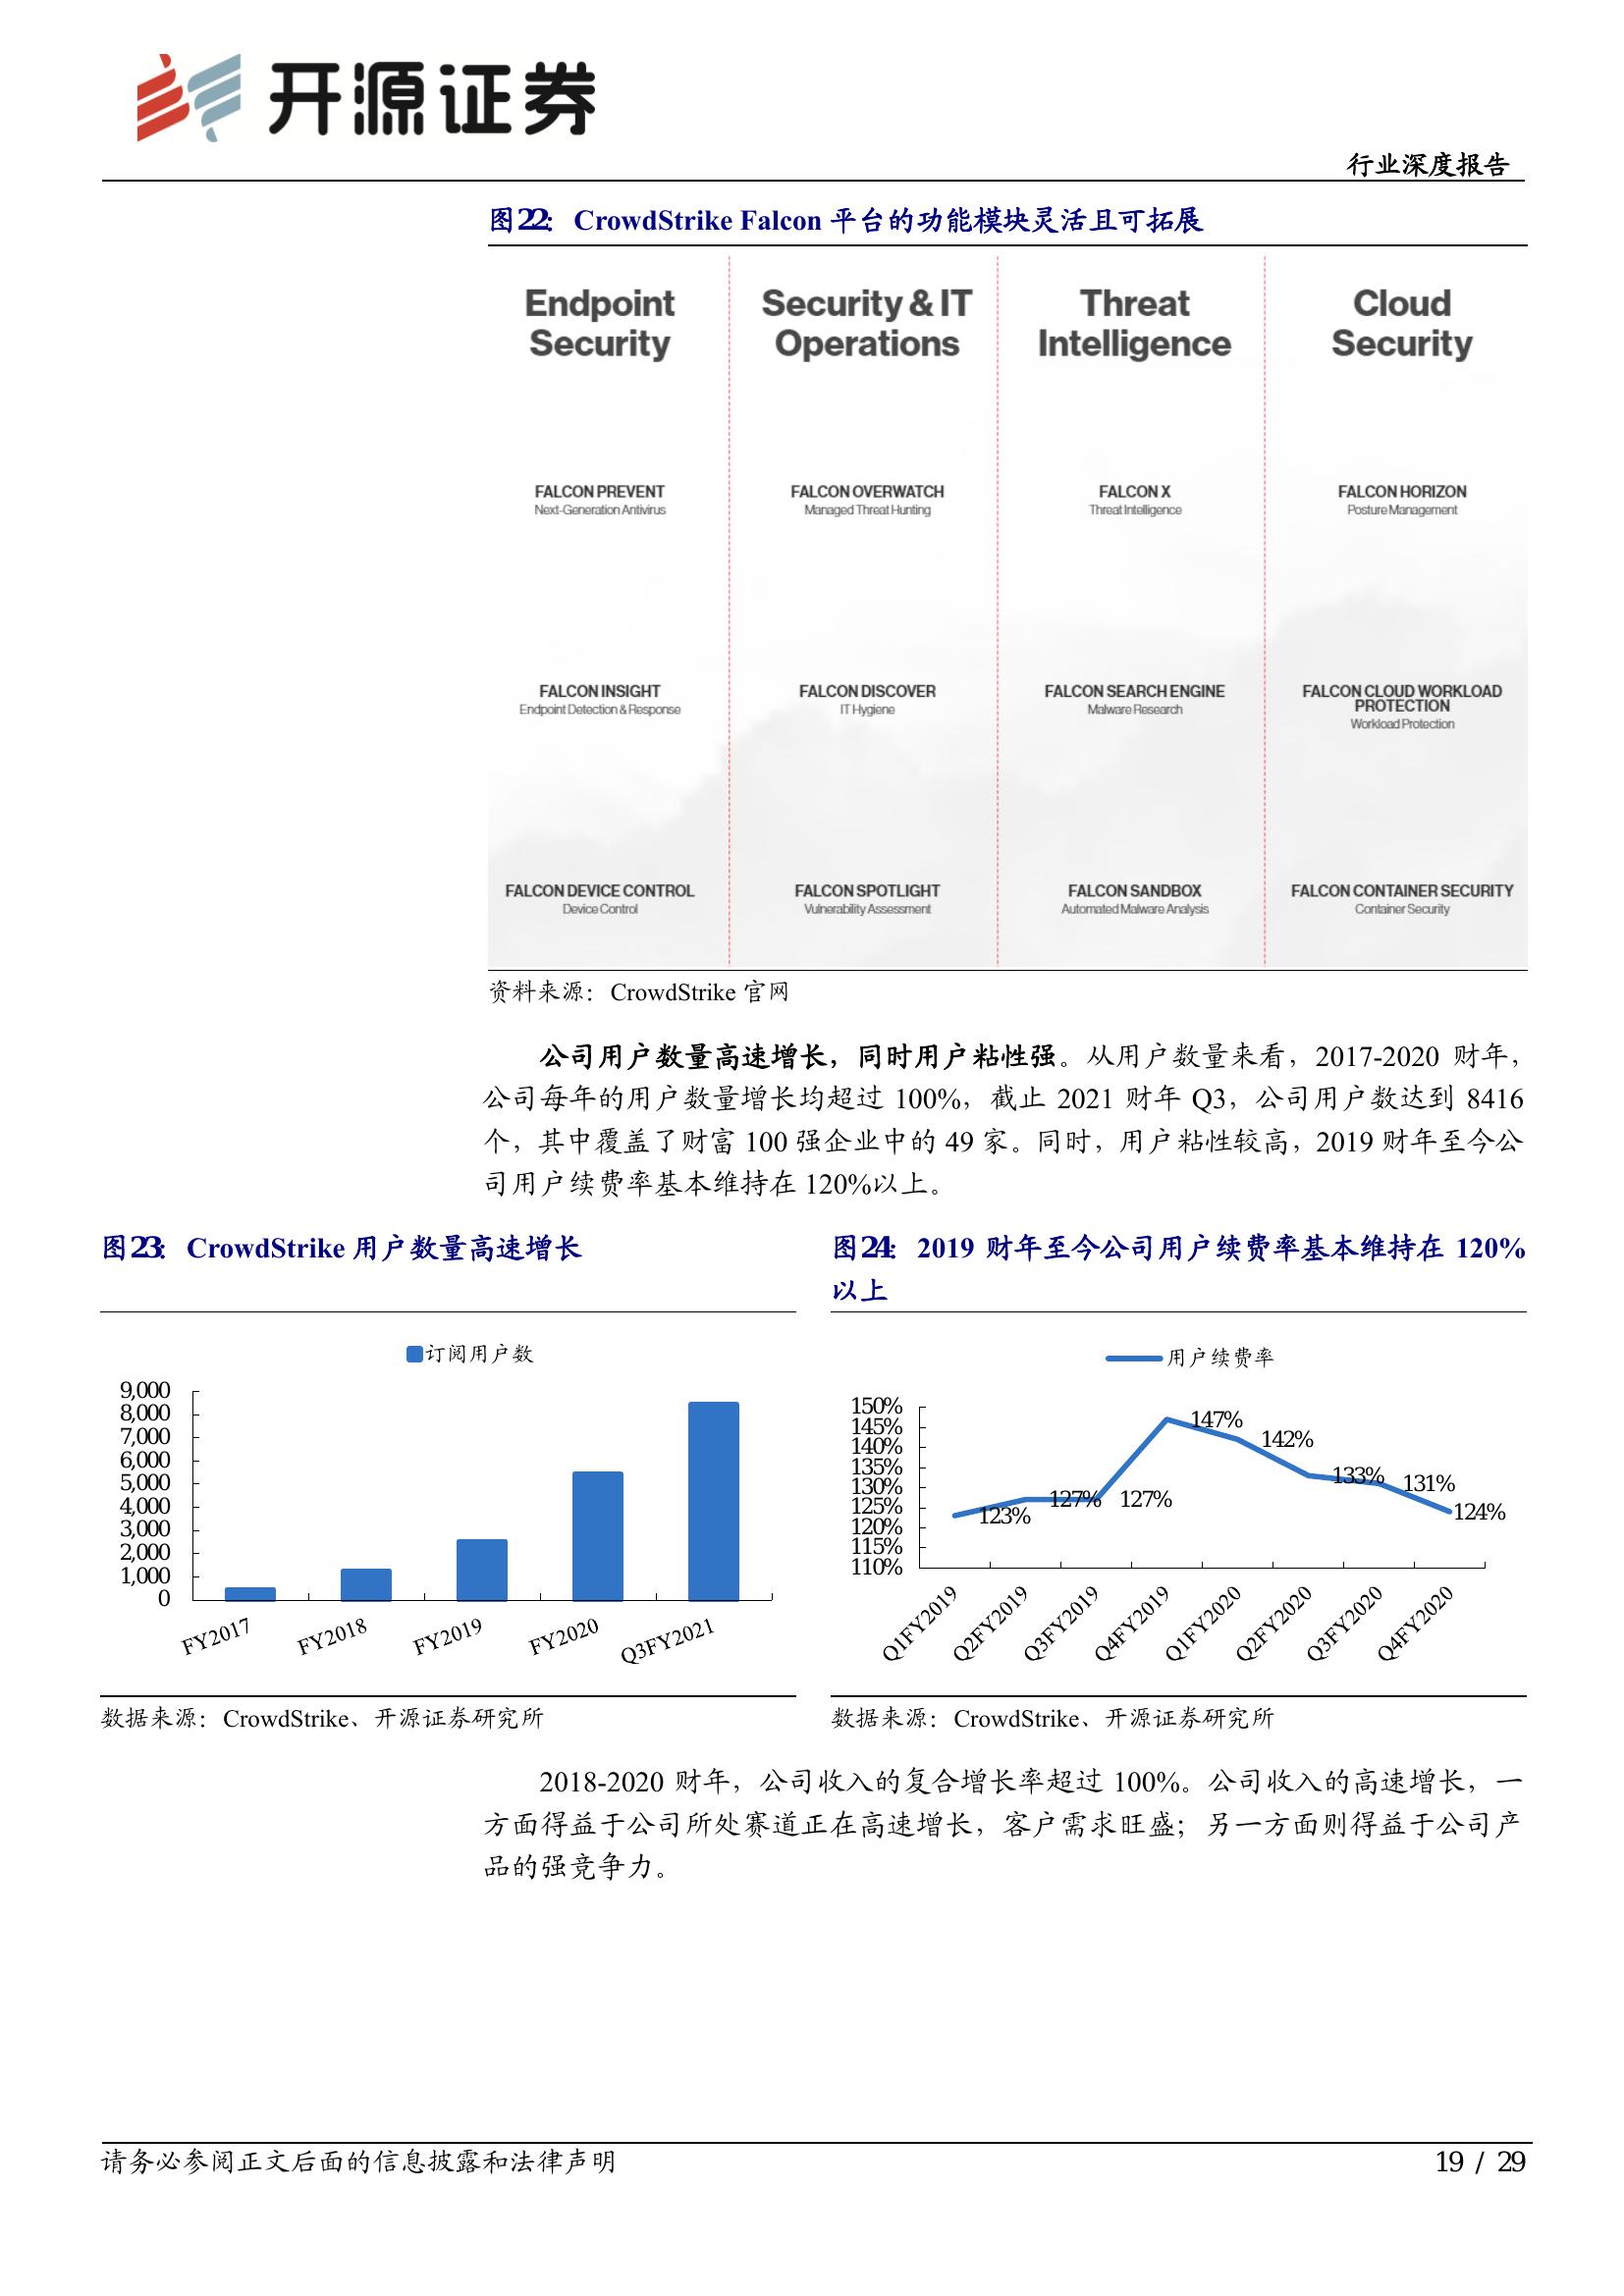 开源证券
行业深度报告
图22：CrowdStrike Falcon 平台的功能模块灵活且可拓展
Endpoint Security
Security & IT Operations
Threat Intelligence
Cloud Security
FALCON PREVENT
Next-Generation Antivirus
FALCON OVERWATCH
Managed Threat Hunting
FALCON X
Threat Intelligence
FALCON HORIZON
Posture Management
FALCON INSIGHT
Endpoint Detection & Response
FALCON DISCOVER
IT Hygiene
FALCON SEARCH ENGINE
Malware Research
FALCON CLOUD WORKLOAD
PROTECTION
Workload Protection
FALCON DEVICE CONTROL
Device Control
FALCON SPOTLIGHT
Vulnerability Assessment
FALCON SANDBOX
Automated Malware Analysis
FALCON CONTAINER SECURITY
Container Security
资料来源：CrowdStrike 官网
公司用户数量高速增长，同时用户粘性强。从用户数量来看，2017-2020 财年，
公司每年的用户数量增长均超过 100%，截止 2021 财年 Q3，公司用户数达到 8416
个，其中覆盖了财富 100 强企业中的 49 家。同时，用户粘性较高，2019 财年至今公
司用户续费率基本维持在 120%以上。
图23：CrowdStrike 用户数量高速增长
订阅用户数
9,000
8,000
7,000
6,000
5,000
4,000
3,000
2,000
1,000
0
FY2017
FY2018
FY2019
FY2020
Q3FY2021
数据来源：CrowdStrike、开源证券研究所
图24：2019 财年至今公司用户续费率基本维持在 120%
以上
用户续费率
150%
145%
140%
135%
130%
125%
120%
115%
110%
123%
127%
127%
147%
142%
133%
131%
124%
Q1FY2019
Q2FY2019
Q3FY2019
Q4FY2019
Q1FY2020
Q2FY2020
Q3FY2020
Q4FY2020
数据来源：CrowdStrike、开源证券研究所
2018-2020 财年，公司收入的复合增长率超过 100%。公司收入的高速增长，一
方面得益于公司所处赛道正在高速增长，客户需求旺盛；另一方面则得益于公司产
品的强竞争力。
请务必参阅正文后面的信息披露和法律声明
19 / 29